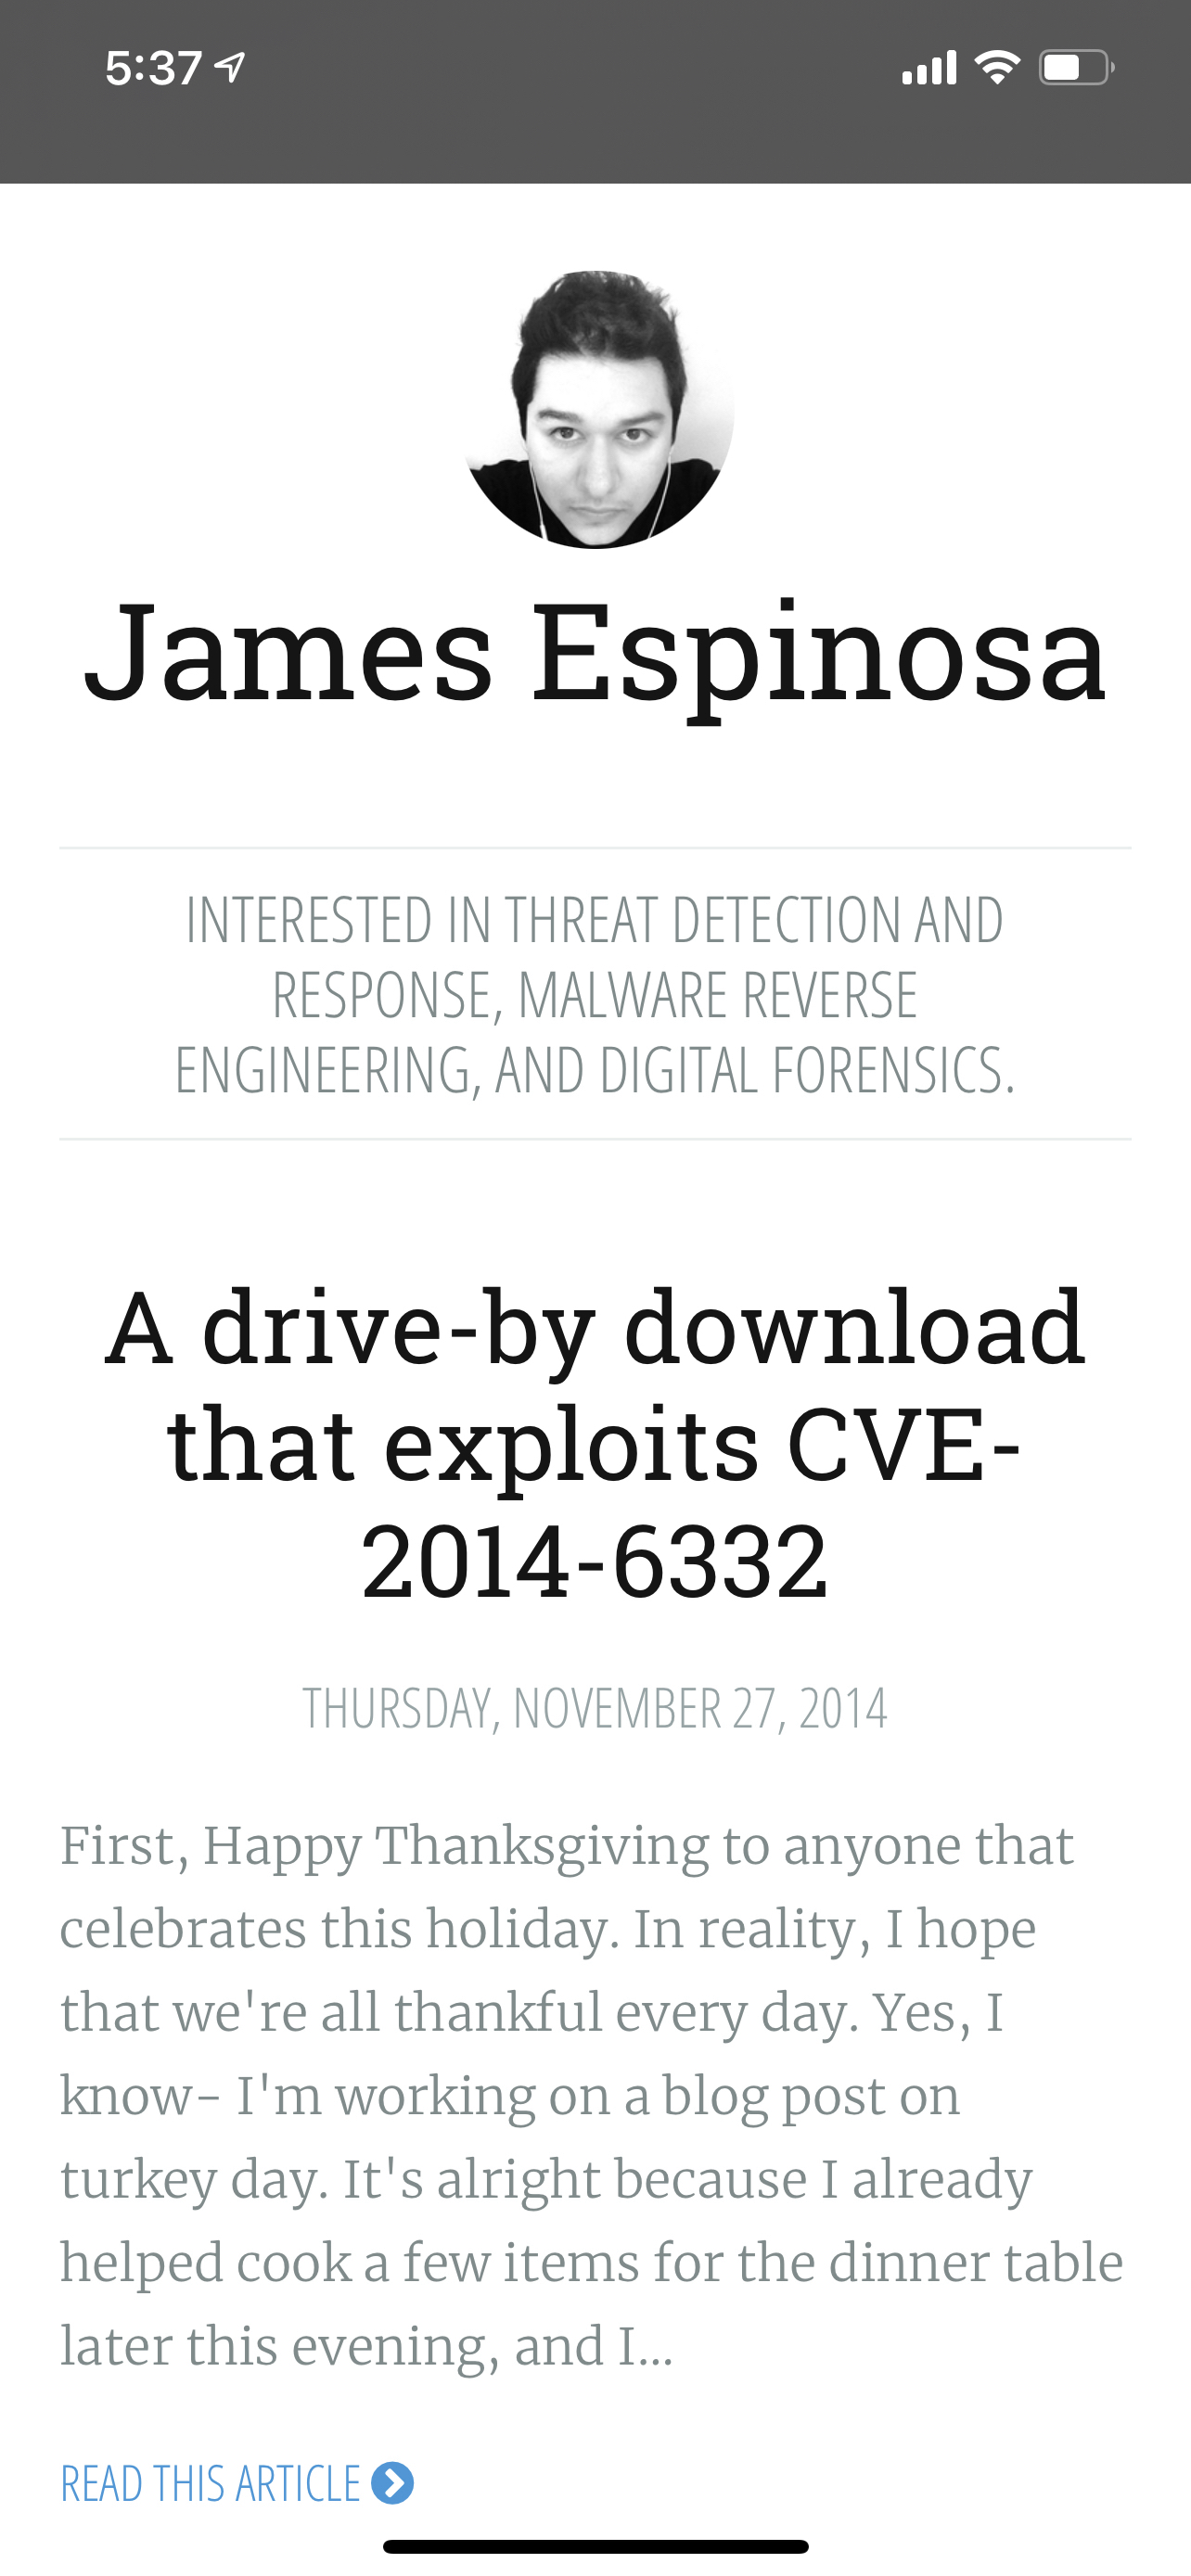 5:37
James Espinosa
INTERESTED IN THREAT DETECTION AND
RESPONSE, MALWARE REVERSE
ENGINEERING, AND DIGITAL FORENSICS.
A drive-by download
that exploits CVE-
2014-6332
THURSDAY, NOVEMBER 27, 2014
First, Happy Thanksgiving to anyone that
celebrates this holiday. In reality, I hope
that we're all thankful every day. Yes, I
know- I'm working on a blog post on
turkey day. It's alright because I already
helped cook a few items for the dinner table
later this evening, and I...
READ THIS ARTICLE